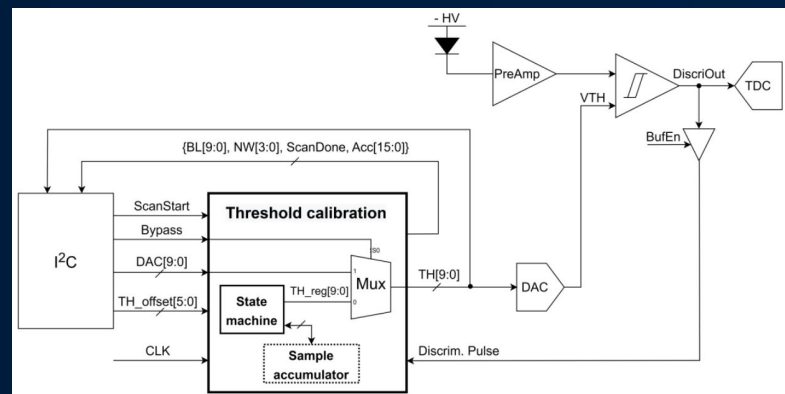 - HV
PreAmp
DiscriOut
TDC
VTH
BufEn
{BL[9:0], NW[3:0], ScanDone, Acc[15:0]}
I²C
ScanStart
Bypass
DAC[9:0]
TH_offset[5:0]
CLK
Threshold calibration
S0
1
Mux
TH_reg[9:0]
0
State
machine
Sample
accumulator
TH[9:0]
DAC
Discrim. Pulse